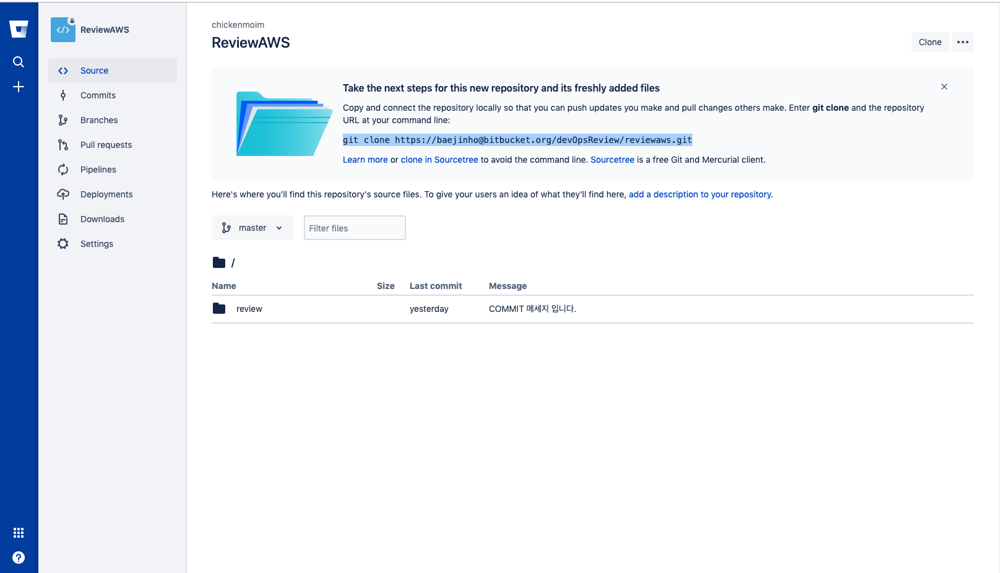 ReviewAWS
Source
Commits
Branches
Pull requests
Pipelines
Deployments
Downloads
Settings
chickenmoim
ReviewAWS
Clone
Take the next steps for this new repository and its freshly added files
Copy and connect the repository locally so that you can push updates you make and pull changes others make. Enter git clone and the repository
URL at your command line:
git clone https://baejinho@bitbucket.org/devOpsReview/reviewaws.git
Learn more or clone in Sourcetree to avoid the command line. Sourcetree is a free Git and Mercurial client.
Here's where you'll find this repository's source files. To give your users an idea of what they'll find here, add a description to your repository.
master
Filter files
/
Name Size Last commit Message
review yesterday COMMIT 메세지 입니다.